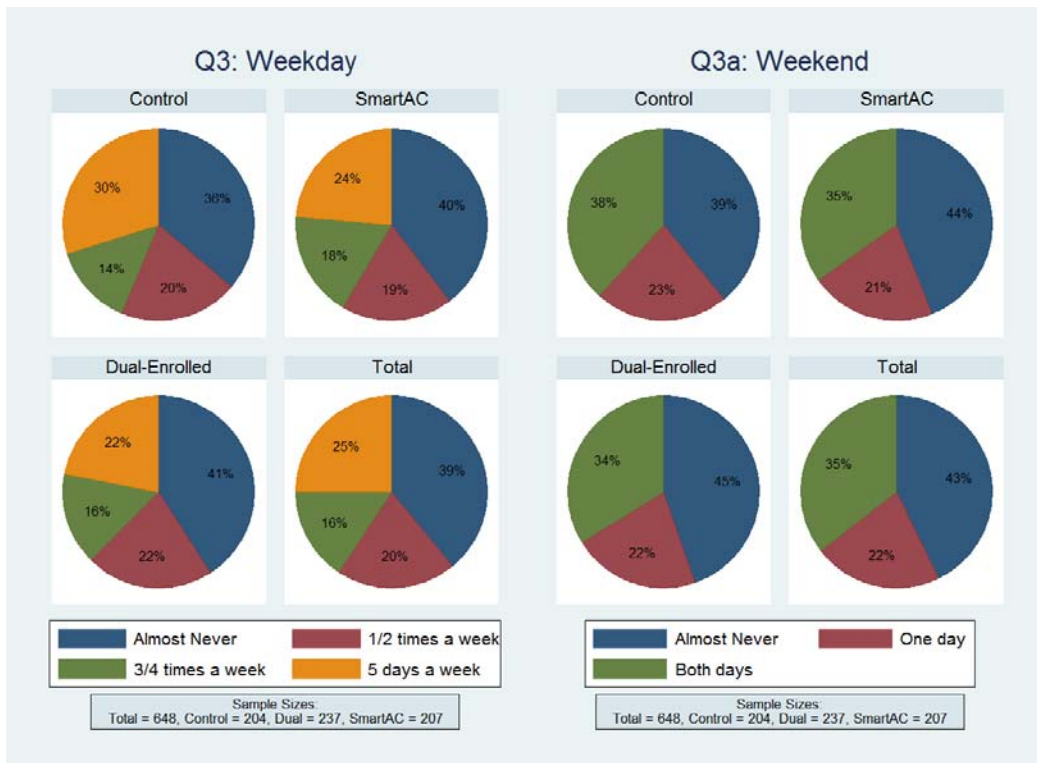 Q3: Weekday
Control
SmartAC
30%
36%
14%
20%
24%
40%
18%
19%
Dual-Enrolled
Total
22%
41%
16%
22%
25%
39%
16%
20%
Almost Never
1/2 times a week
3/4 times a week
5 days a week
Sample Sizes:
Total = 648, Control = 204, Dual = 237, SmartAC = 207
Q3a: Weekend
Control
SmartAC
38%
39%
23%
35%
44%
21%
Dual-Enrolled
Total
34%
45%
22%
35%
43%
22%
Almost Never
One day
Both days
Sample Sizes:
Total = 648, Control = 204, Dual = 237, SmartAC = 207